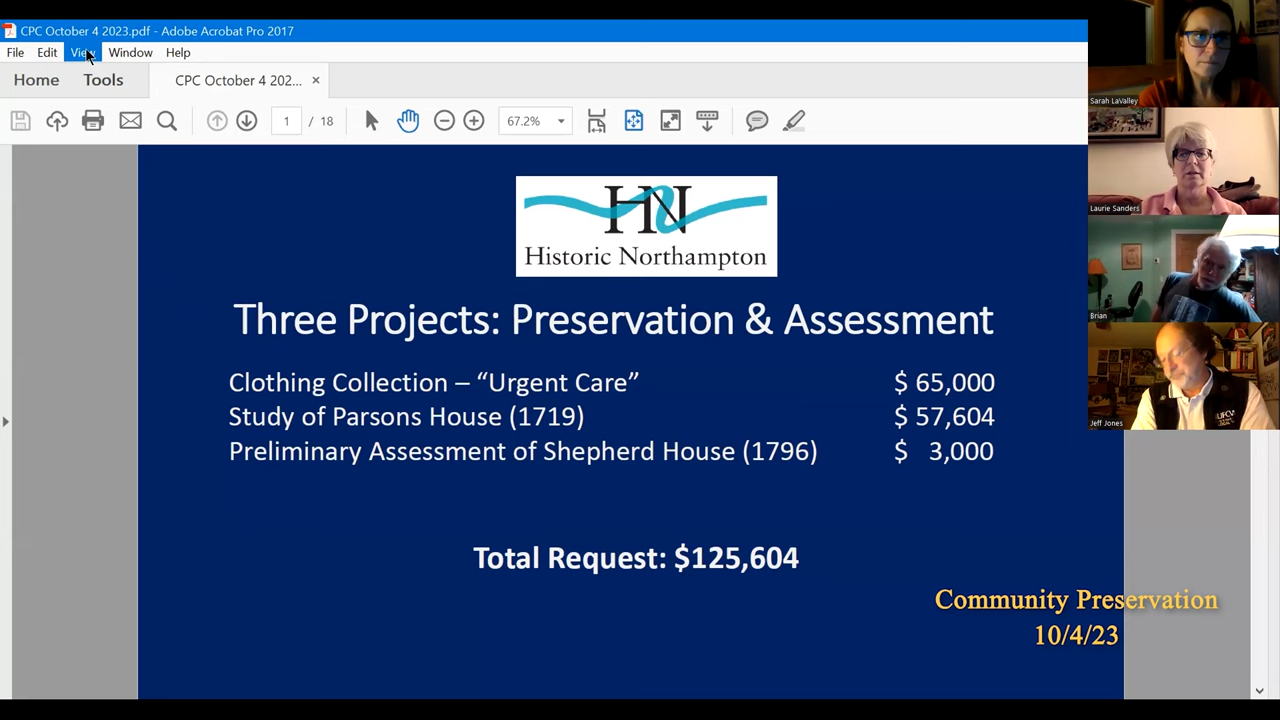 CPC October 4 2023.pdf - Adobe Acrobat Pro 2017
File Edit View Window Help
Home Tools CPC October 4 202... ×
1 / 18 67.2%
HN
Historic Northampton
Three Projects: Preservation & Assessment
Clothing Collection – “Urgent Care” $ 65,000
Study of Parsons House (1719) $ 57,604
Preliminary Assessment of Shepherd House (1796) $ 3,000
Total Request: $125,604
Community Preservation
10/4/23
Sarah LaValley
Laurie Sanders
Brian
Jeff Jones
UFCW